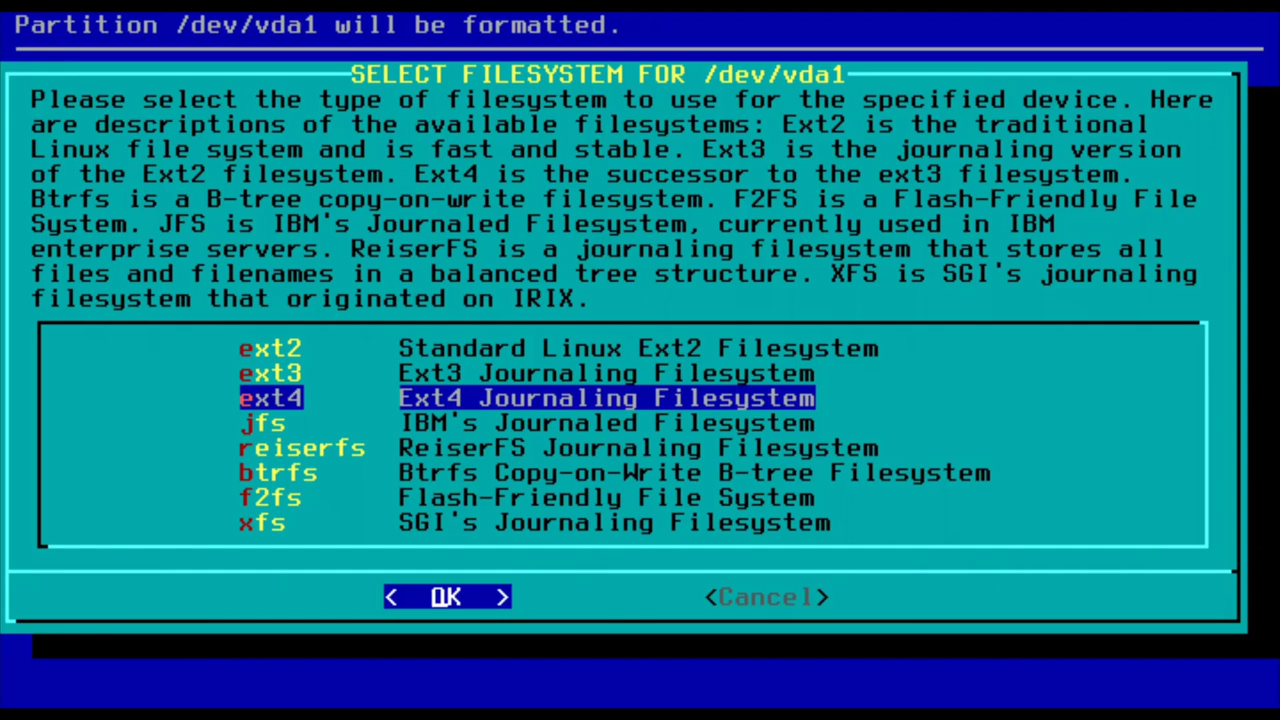 Partition /dev/vda1 will be formatted.
SELECT FILESYSTEM FOR /dev/vda1
Please select the type of filesystem to use for the specified device. Here
are descriptions of the available filesystems: Ext2 is the traditional
Linux file system and is fast and stable. Ext3 is the journaling version
of the Ext2 filesystem. Ext4 is the successor to the ext3 filesystem.
Btrfs is a B-tree copy-on-write filesystem. F2FS is a Flash-Friendly File
System. JFS is IBM's Journaled Filesystem, currently used in IBM
enterprise servers. ReiserFS is a journaling filesystem that stores all
files and filenames in a balanced tree structure. XFS is SGI's journaling
filesystem that originated on IRIX.
ext2 Standard Linux Ext2 Filesystem
ext3 Ext3 Journaling Filesystem
ext4 Ext4 Journaling Filesystem
jfs IBM's Journaled Filesystem
reiserfs ReiserFS Journaling Filesystem
btrfs Btrfs Copy-on-Write B-tree Filesystem
f2fs Flash-Friendly File System
xfs SGI's Journaling Filesystem
< OK > <Cancel>